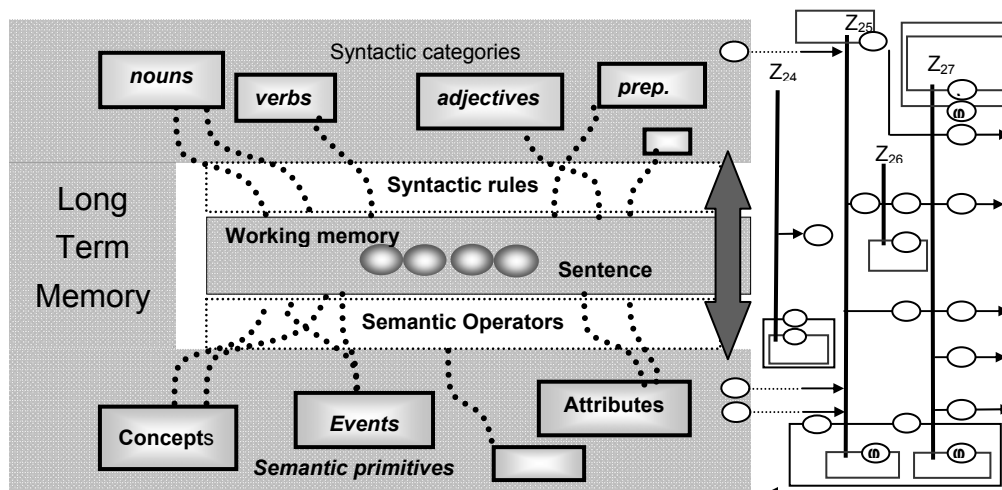 Syntactic categories
nouns
verbs
adjectives
prep.
Syntactic rules
Long
Term
Memory
Working memory
Sentence
Semantic Operators
Concepts
Events
Attributes
Semantic primitives
Z24
Z25
Z26
Z27